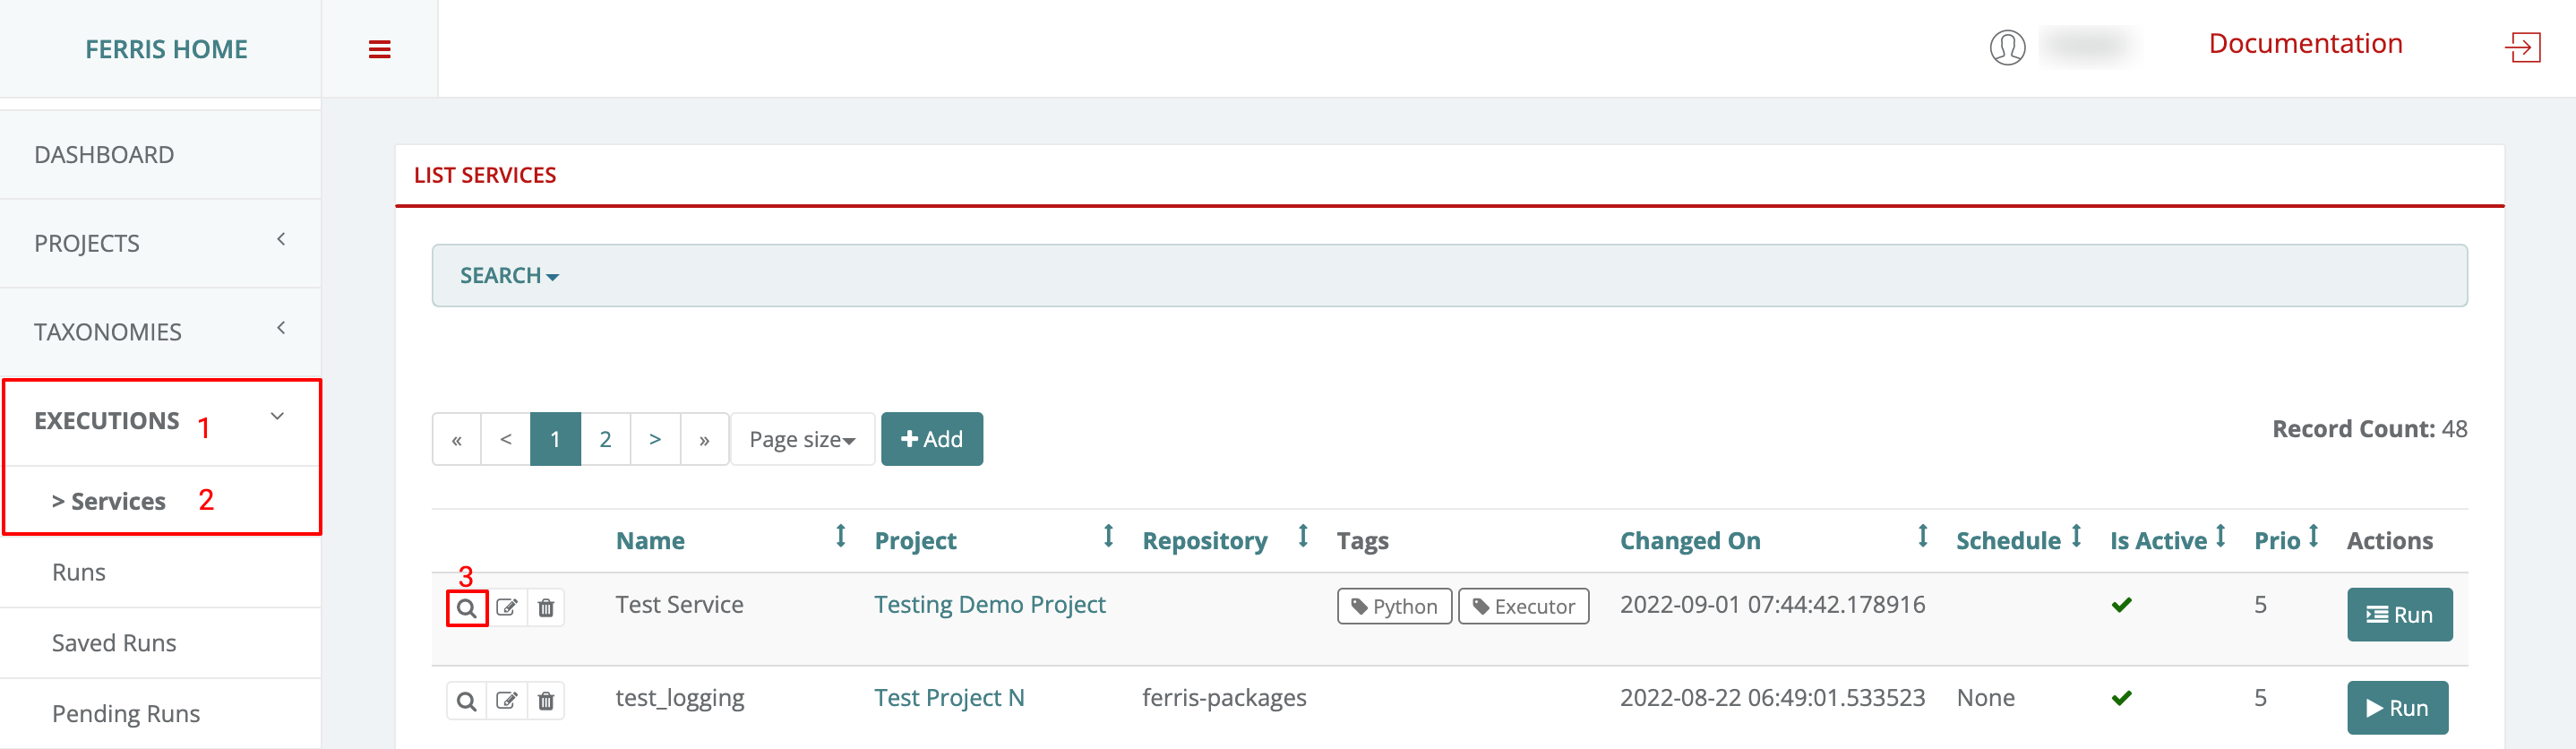 FERRIS HOME
Documentation
DASHBOARD
PROJECTS
TAXONOMIES
EXECUTIONS 1
> Services 2
Runs
Saved Runs
Pending Runs
LIST SERVICES
SEARCH
« < 1 2 > » Page size Add
Record Count: 48
Name Project Repository Tags Changed On Schedule Is Active Prio Actions
3
Test Service Testing Demo Project Python Executor 2022-09-01 07:44:42.178916 5 Run
test_logging Test Project N ferris-packages 2022-08-22 06:49:01.533523 None 5 Run